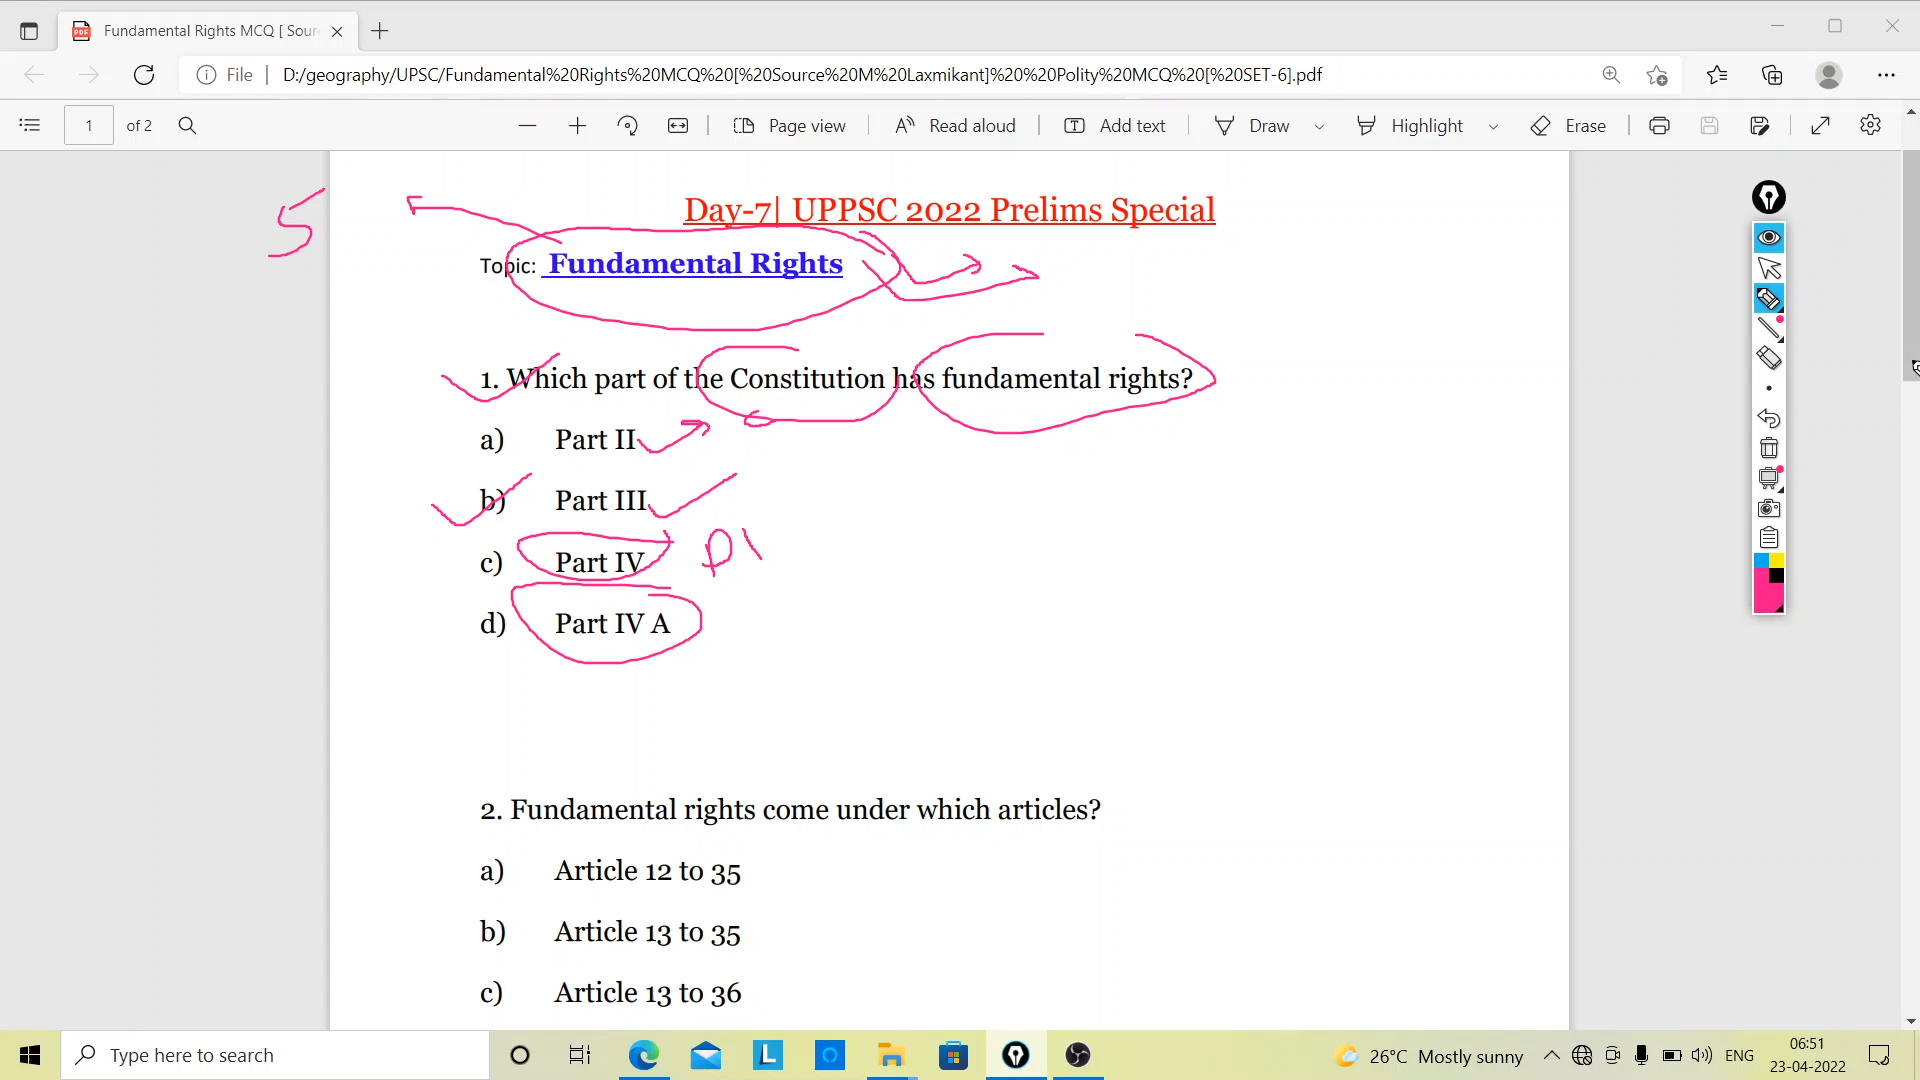 Fundamental Rights MCQ [ Sour
File
D:/geography/UPSC/Fundamental%20Rights%20MCQ%20[%20Source%20M%20Laxmikant]%20%20Polity%20MCQ%20[%20SET-6].pdf
1 of 2
Page view
Read aloud
Add text
Draw
Highlight
Erase
5
Day-7| UPPSC 2022 Prelims Special
Topic: Fundamental Rights
1. Which part of the Constitution has fundamental rights?
a) Part II
b) Part III
c) Part IV
d) Part IV A
2. Fundamental rights come under which articles?
a) Article 12 to 35
b) Article 13 to 35
c) Article 13 to 36
Type here to search
26°C Mostly sunny
ENG
06:51
23-04-2022